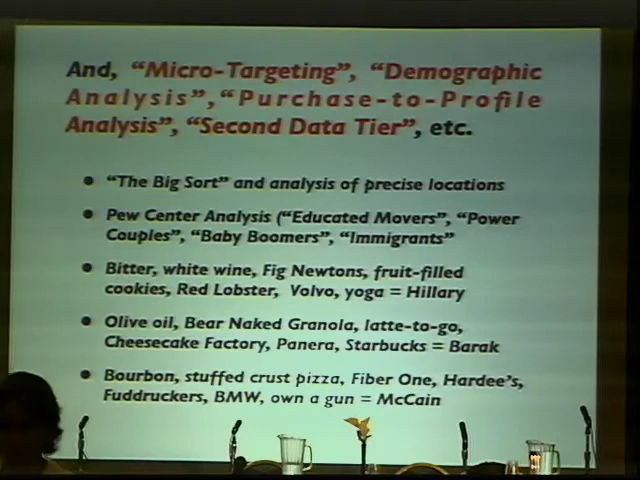 And, “Micro-Targeting”, “Demographic
Analysis”, “Purchase-to-Profile
Analysis”, “Second Data Tier”, etc.
• “The Big Sort” and analysis of precise locations
• Pew Center Analysis (“Educated Movers”, “Power
Couples”, “Baby Boomers”, “Immigrants”
• Bitter, white wine, Fig Newtons, fruit-filled
cookies, Red Lobster, Volvo, yoga = Hillary
• Olive oil, Bear Naked Granola, latte-to-go,
Cheesecake Factory, Panera, Starbucks = Barak
• Bourbon, stuffed crust pizza, Fiber One, Hardee’s,
Fuddruckers, BMW, own a gun = McCain